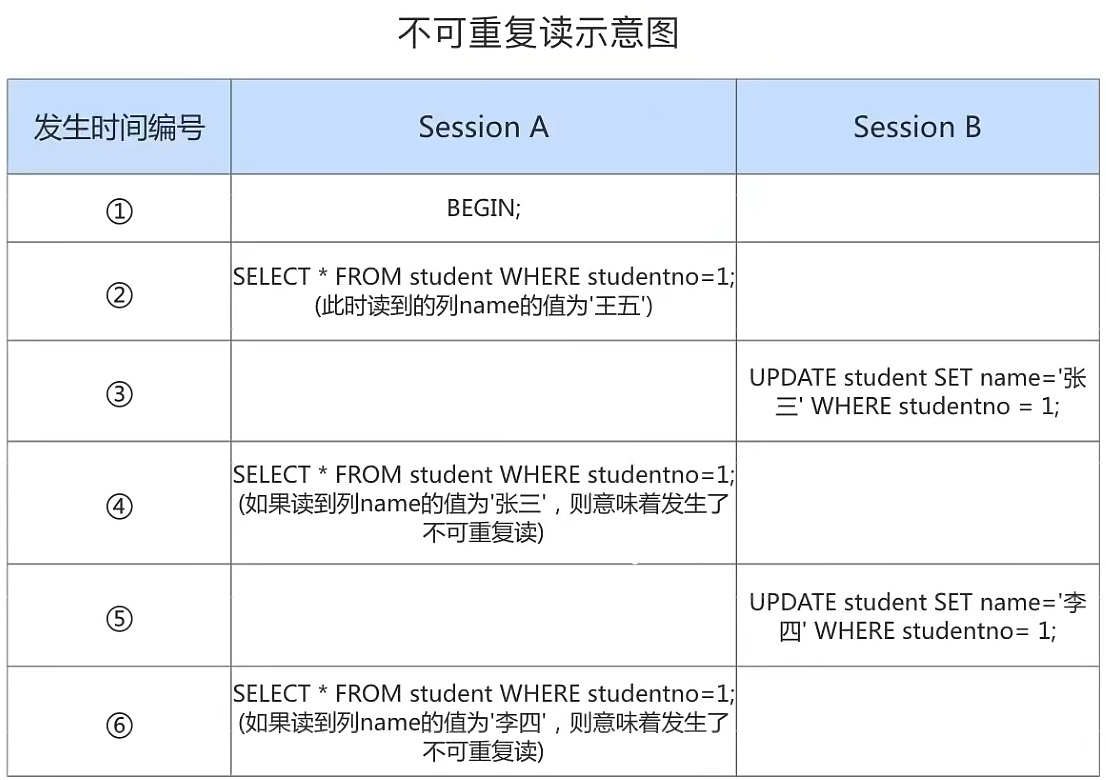 不可重复读示意图
发生时间编号
Session A
Session B
①
BEGIN;
②
SELECT * FROM student WHERE studentno=1;
(此时读到的列name的值为'王五')
③
UPDATE student SET name='张
三' WHERE studentno = 1;
④
SELECT * FROM student WHERE studentno=1;
(如果读到列name的值为'张三'，则意味着发生了
不可重复读)
⑤
UPDATE student SET name='李
四' WHERE studentno= 1;
⑥
SELECT * FROM student WHERE studentno=1;
(如果读到列name的值为'李四'，则意味着发生了
不可重复读)